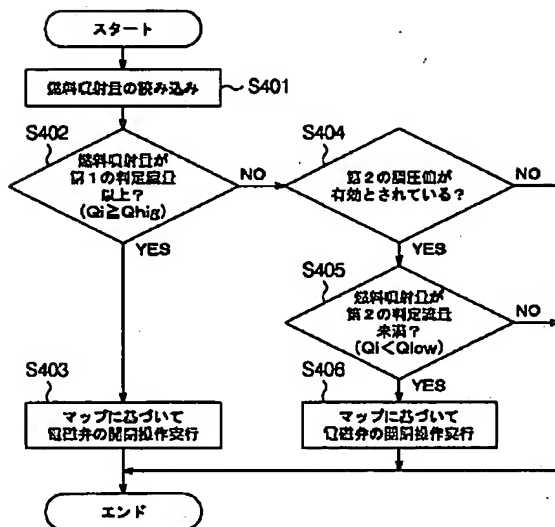 スタート
燃料噴射量の読み込み
S401
S402
燃料噴射量が
第1の判定流量
以上?
(Qi≧Qhig)
NO
YES
S404
第2の調圧値が
有効とされている?
NO
YES
S405
燃料噴射量が
第2の判定流量
未満?
(Qi<Qlow)
NO
YES
S403
マップに基づいて
電磁弁の開閉操作実行
S406
マップに基づいて
電磁弁の開閉操作実行
エンド